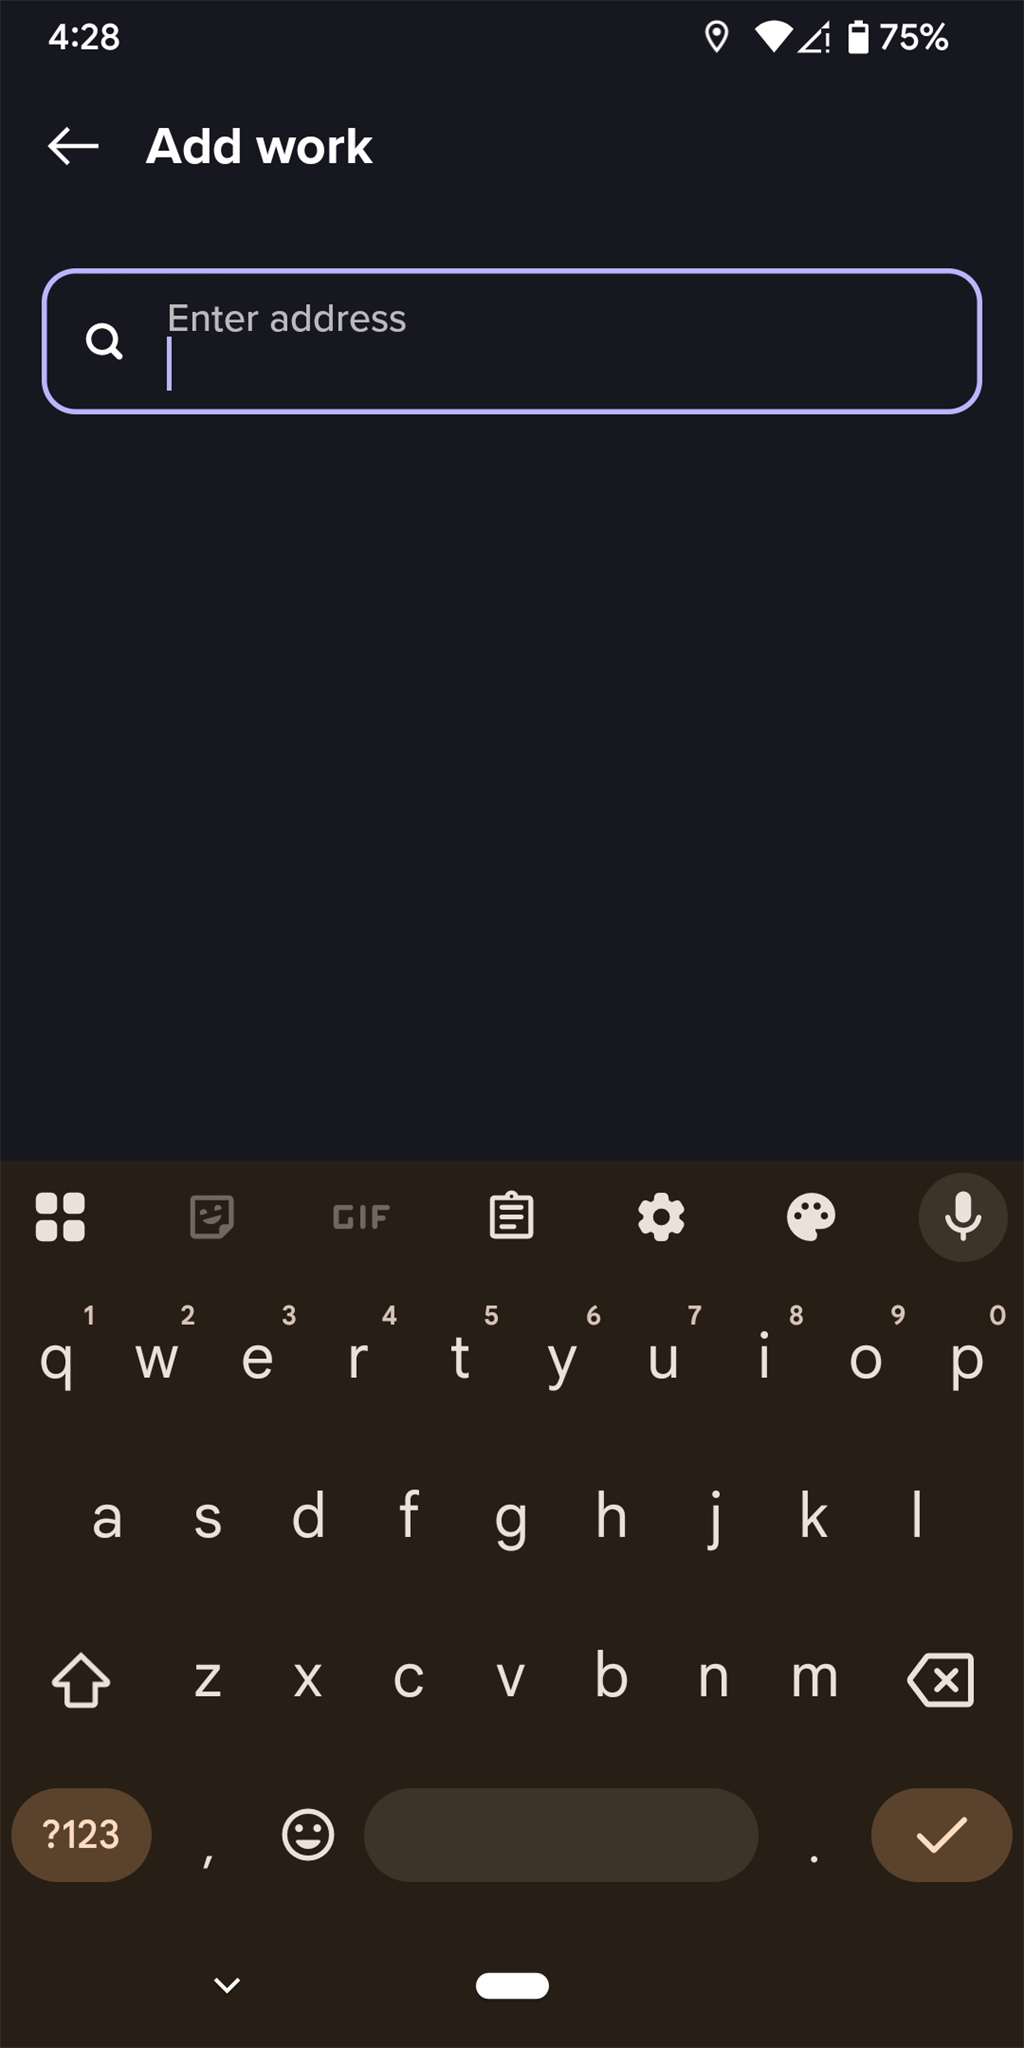 4:28
75%
Add work
Enter address
GIF
1 2 3 4 5 6 7 8 9 0
q w e r t y u i o p
a s d f g h j k l
z x c v b n m
?123 , .